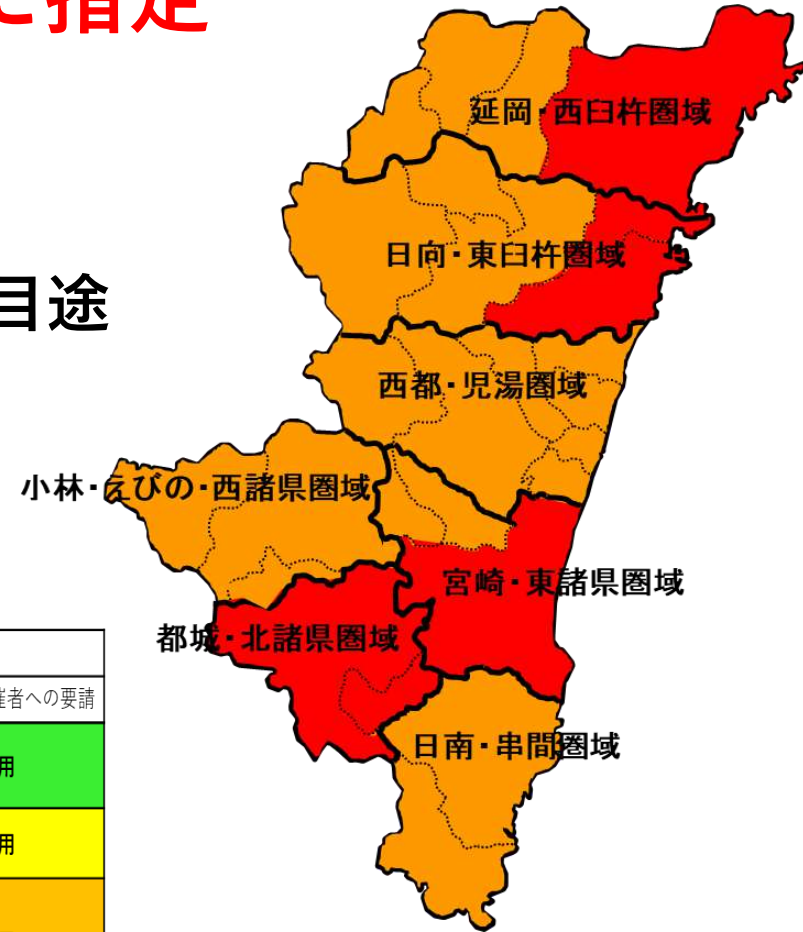 に指定
延岡・西臼杵圏域
日向・東臼杵圏域
目途
西都・児湯圏域
小林・えびの・西諸県圏域
宮崎・東諸県圏域
都城・北諸県圏域
催者への要請
日南・串間圏域
用
用